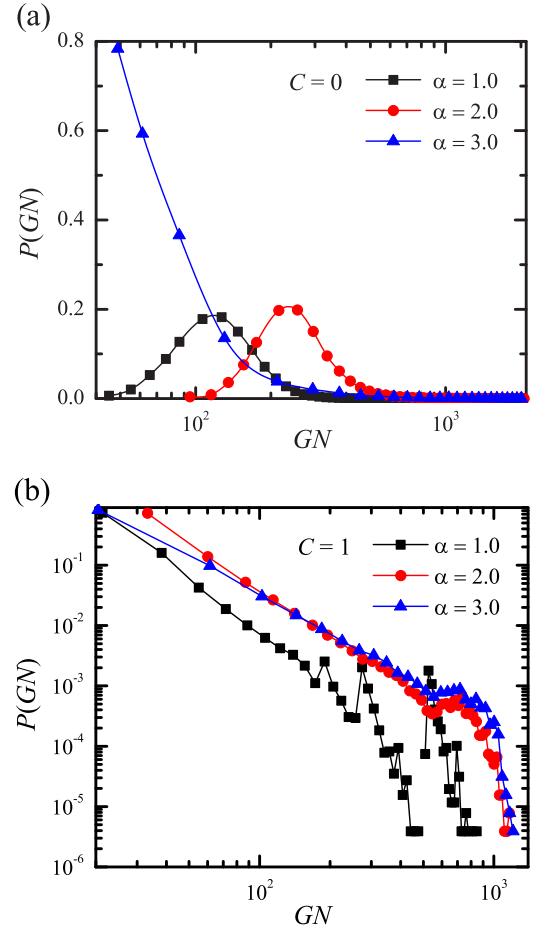 (a)
0.8
C = 0
α = 1.0
α = 2.0
0.6
α = 3.0
P(GN)
0.4
0.2
0.0
10²
10³
GN
(b)
C = 1
α = 1.0
10⁻¹
α = 2.0
α = 3.0
10⁻²
P(GN)
10⁻³
10⁻⁴
10⁻⁵
10⁻⁶
10²
10³
GN